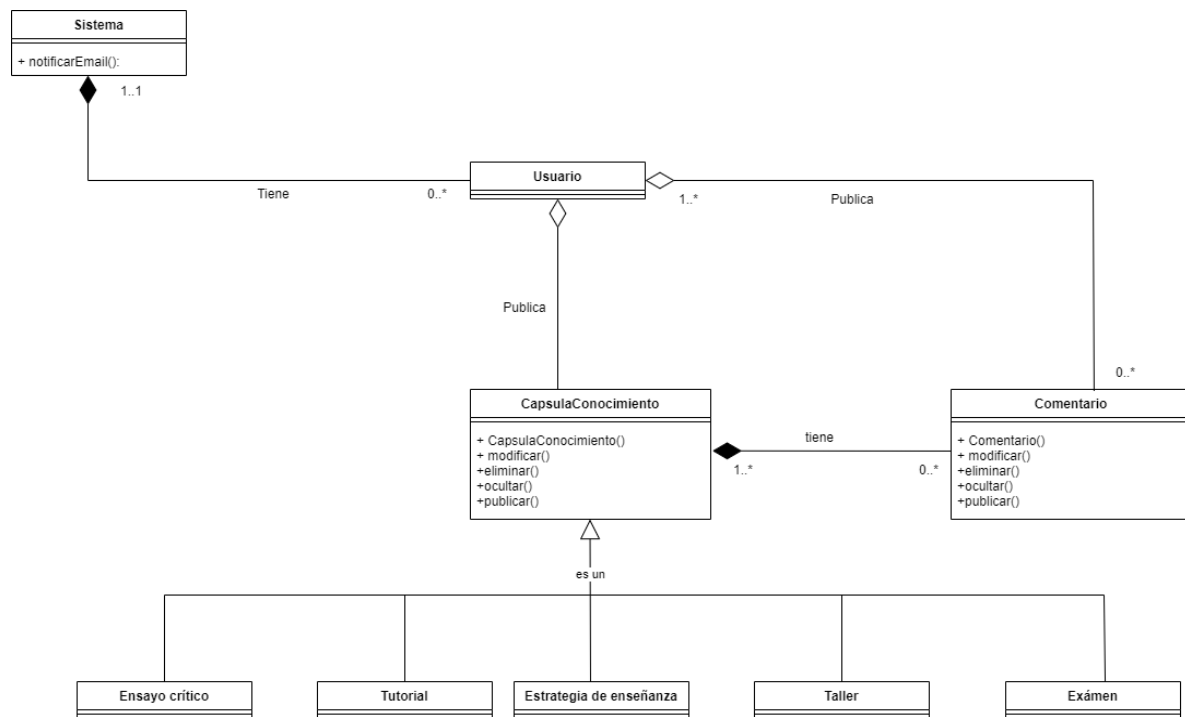 Sistema
+ notificarEmail():
1..1
Tiene
0..*
Usuario
1..*
Publica
Publica
0..*
CapsulaConocimiento
+ CapsulaConocimiento()
+ modificar()
+eliminar()
+ocultar()
+publicar()
tiene
1..*
0..*
Comentario
+ Comentario()
+ modificar()
+eliminar()
+ocultar()
+publicar()
es un
Ensayo crítico
Tutorial
Estrategia de enseñanza
Taller
Exámen